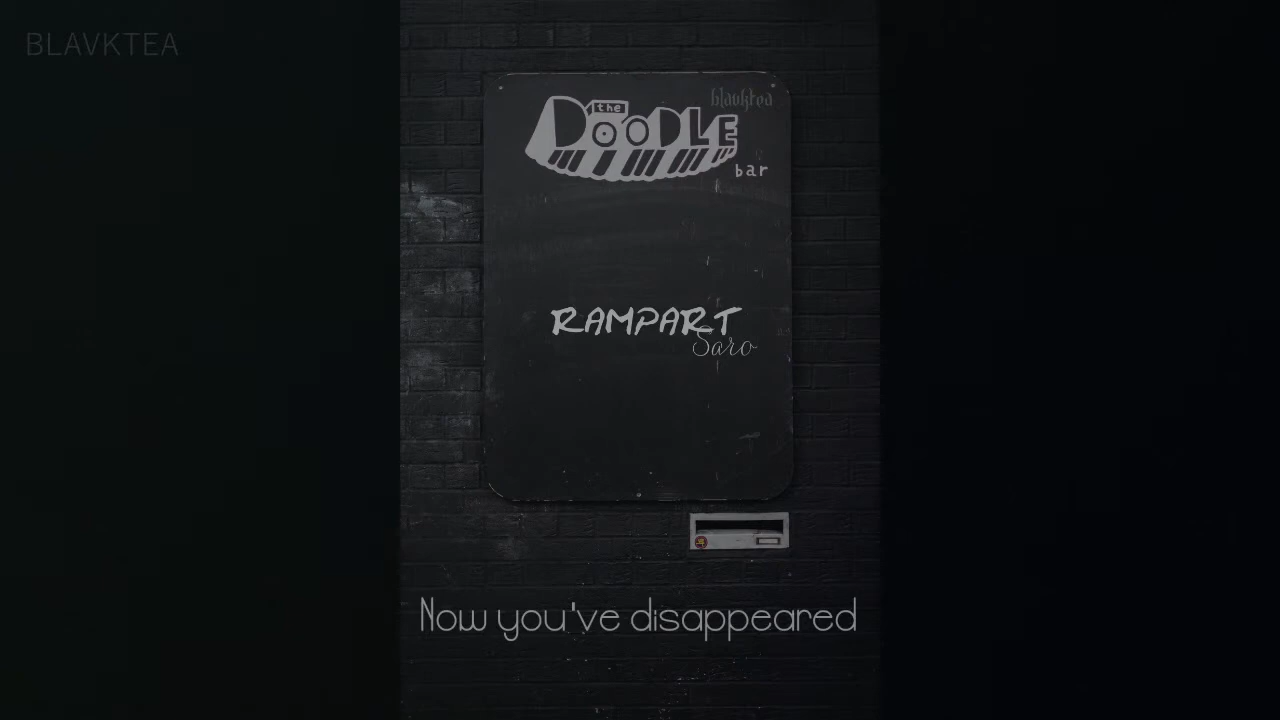 BLAVKTEA
blavktea
the
DOODLE
bar
RAMPART
Saro
Now you've disappeared